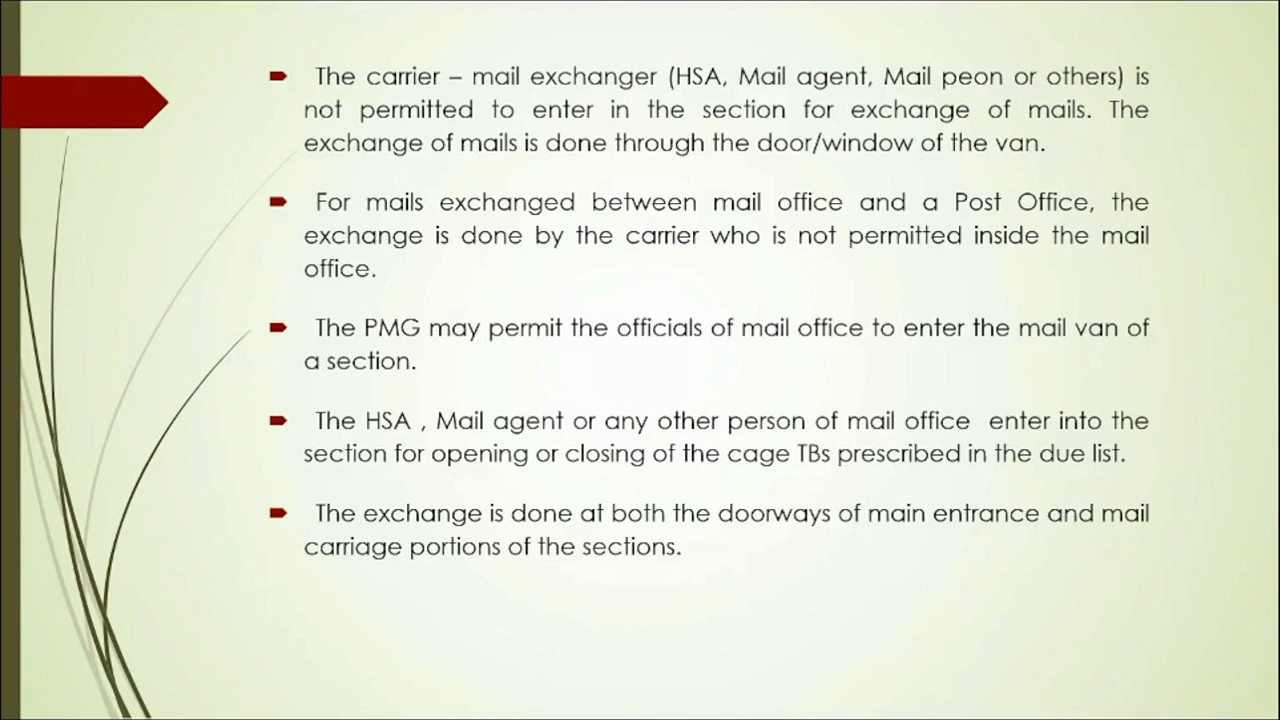 The carrier – mail exchanger (HSA, Mail agent, Mail peon or others) is
not permitted to enter in the section for exchange of mails. The
exchange of mails is done through the door/window of the van.
For mails exchanged between mail office and a Post Office, the
exchange is done by the carrier who is not permitted inside the mail
office.
The PMG may permit the officials of mail office to enter the mail van of
a section.
The HSA , Mail agent or any other person of mail office enter into the
section for opening or closing of the cage TBs prescribed in the due list.
The exchange is done at both the doorways of main entrance and mail
carriage portions of the sections.